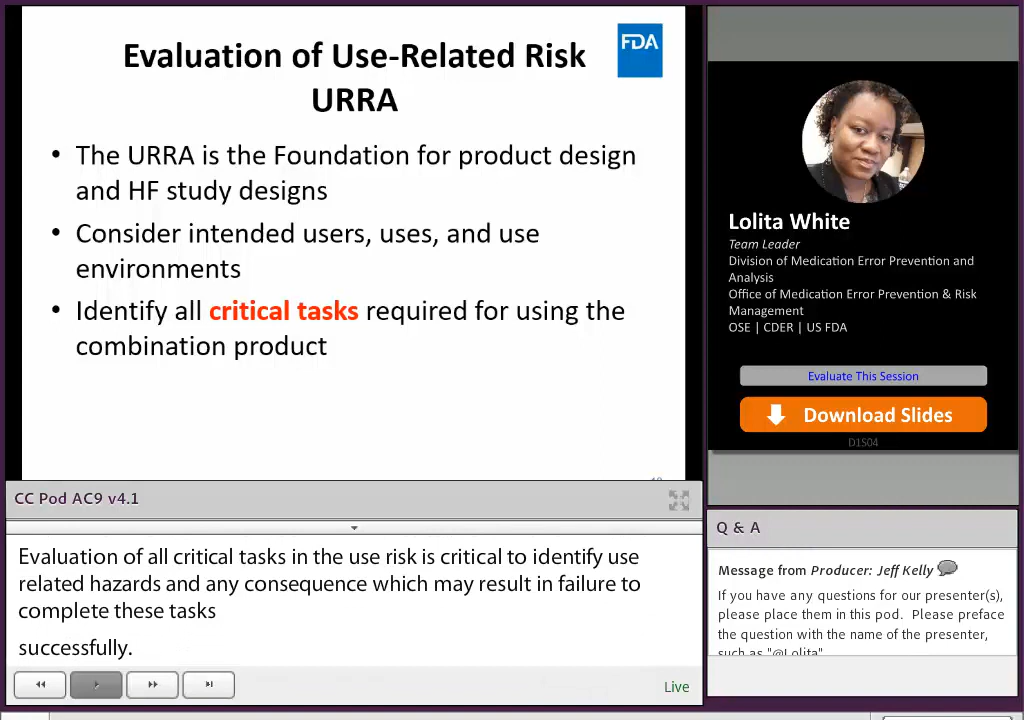 Evaluation of Use-Related Risk
URRA
FDA
• The URRA is the Foundation for product design
and HF study designs
• Consider intended users, uses, and use
environments
• Identify all critical tasks required for using the
combination product
Lolita White
Team Leader
Division of Medication Error Prevention and
Analysis
Office of Medication Error Prevention & Risk
Management
OSE | CDER | US FDA
Evaluate This Session
Download Slides
D1S04
CC Pod AC9 v4.1
Evaluation of all critical tasks in the use risk is critical to identify use
related hazards and any consequence which may result in failure to
complete these tasks
successfully.
Live
Q & A
Message from Producer: Jeff Kelly
If you have any questions for our presenter(s),
please place them in this pod. Please preface
the question with the name of the presenter,
such as "@Lolita"